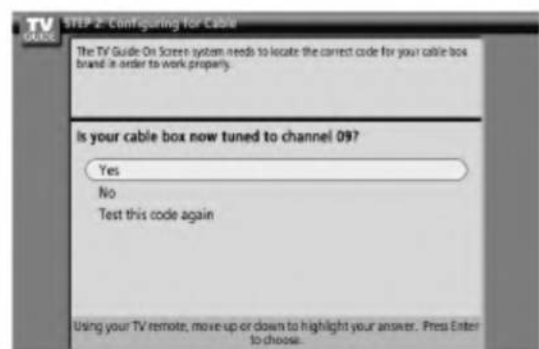 TV
GUIDE
STEP 2: Configuring for Cable
The TV Guide On Screen system needs to locate the correct code for your cable box
brand in order to work properly.
Is your cable box now tuned to channel 09?
Yes
No
Test this code again
Using your TV remote, move up or down to highlight your answer. Press Enter
to choose.